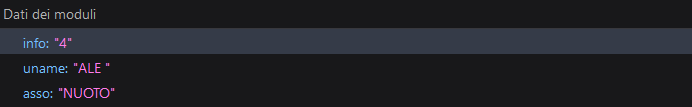 Dati dei moduli
info: "4"
uname: "ALE "
asso: "NUOTO"